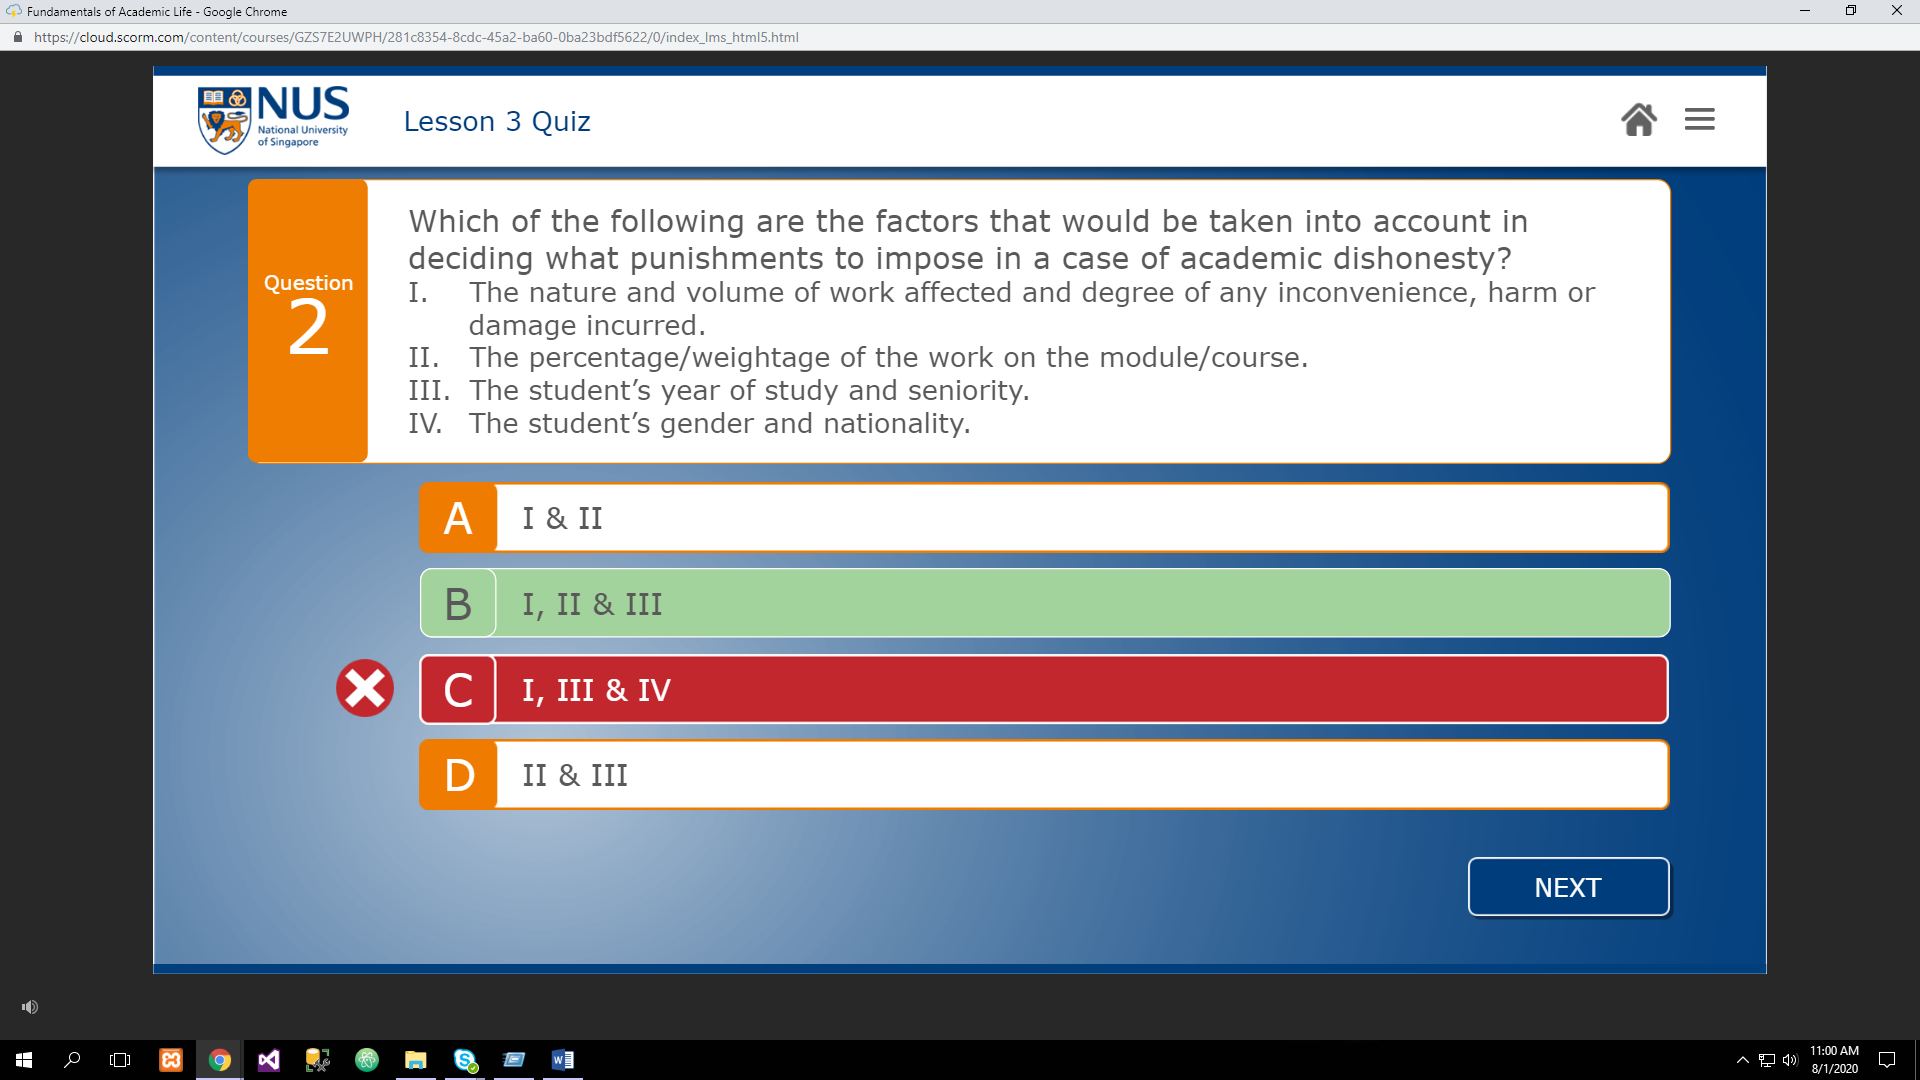 Fundamentals of Academic Life - Google Chrome
https://cloud.scorm.com/content/courses/GZS7E2UWPH/281c8354-8cdc-45a2-ba60-0ba23bdf5622/0/index_lms_html5.html
NUS
National University
of Singapore
Lesson 3 Quiz
Question
2
Which of the following are the factors that would be taken into account in
deciding what punishments to impose in a case of academic dishonesty?
I. The nature and volume of work affected and degree of any inconvenience, harm or
damage incurred.
II. The percentage/weightage of the work on the module/course.
III. The student’s year of study and seniority.
IV. The student’s gender and nationality.
A I & II
B I, II & III
C I, III & IV
D II & III
NEXT
11:00 AM
8/1/2020